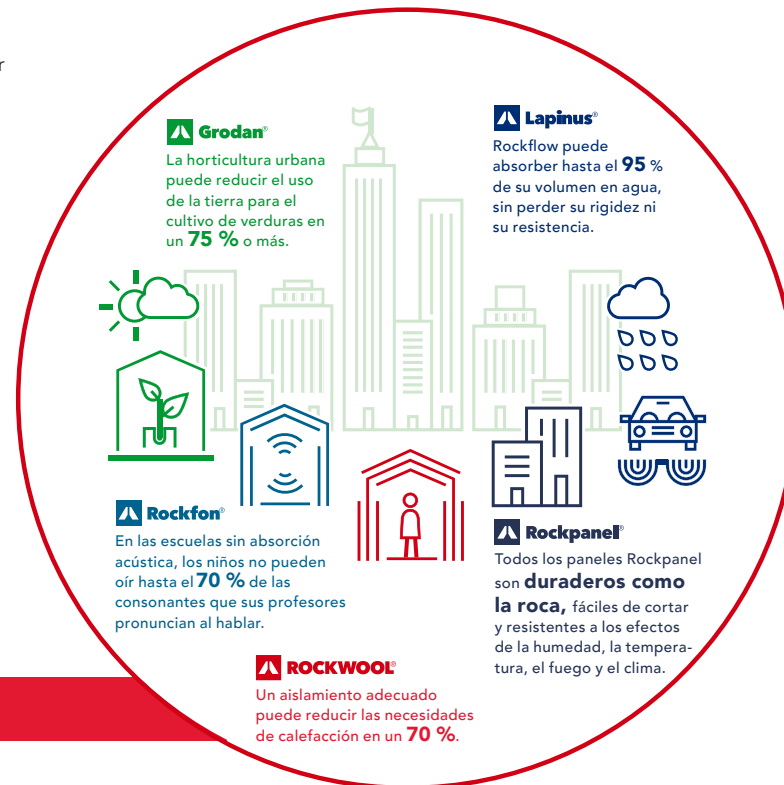 r
Grodan®
La horticultura urbana
puede reducir el uso
de la tierra para el
cultivo de verduras en
un 75 % o más.
Lapinus®
Rockflow puede
absorber hasta el 95 %
de su volumen en agua,
sin perder su rigidez ni
su resistencia.
Rockfon®
En las escuelas sin absorción
acústica, los niños no pueden
oír hasta el 70 % de las
consonantes que sus profesores
pronuncian al hablar.
Rockpanel®
Todos los paneles Rockpanel
son duraderos como
la roca, fáciles de cortar
y resistentes a los efectos
de la humedad, la tempera-
tura, el fuego y el clima.
ROCKWOOL®
Un aislamiento adecuado
puede reducir las necesidades
de calefacción en un 70 %.